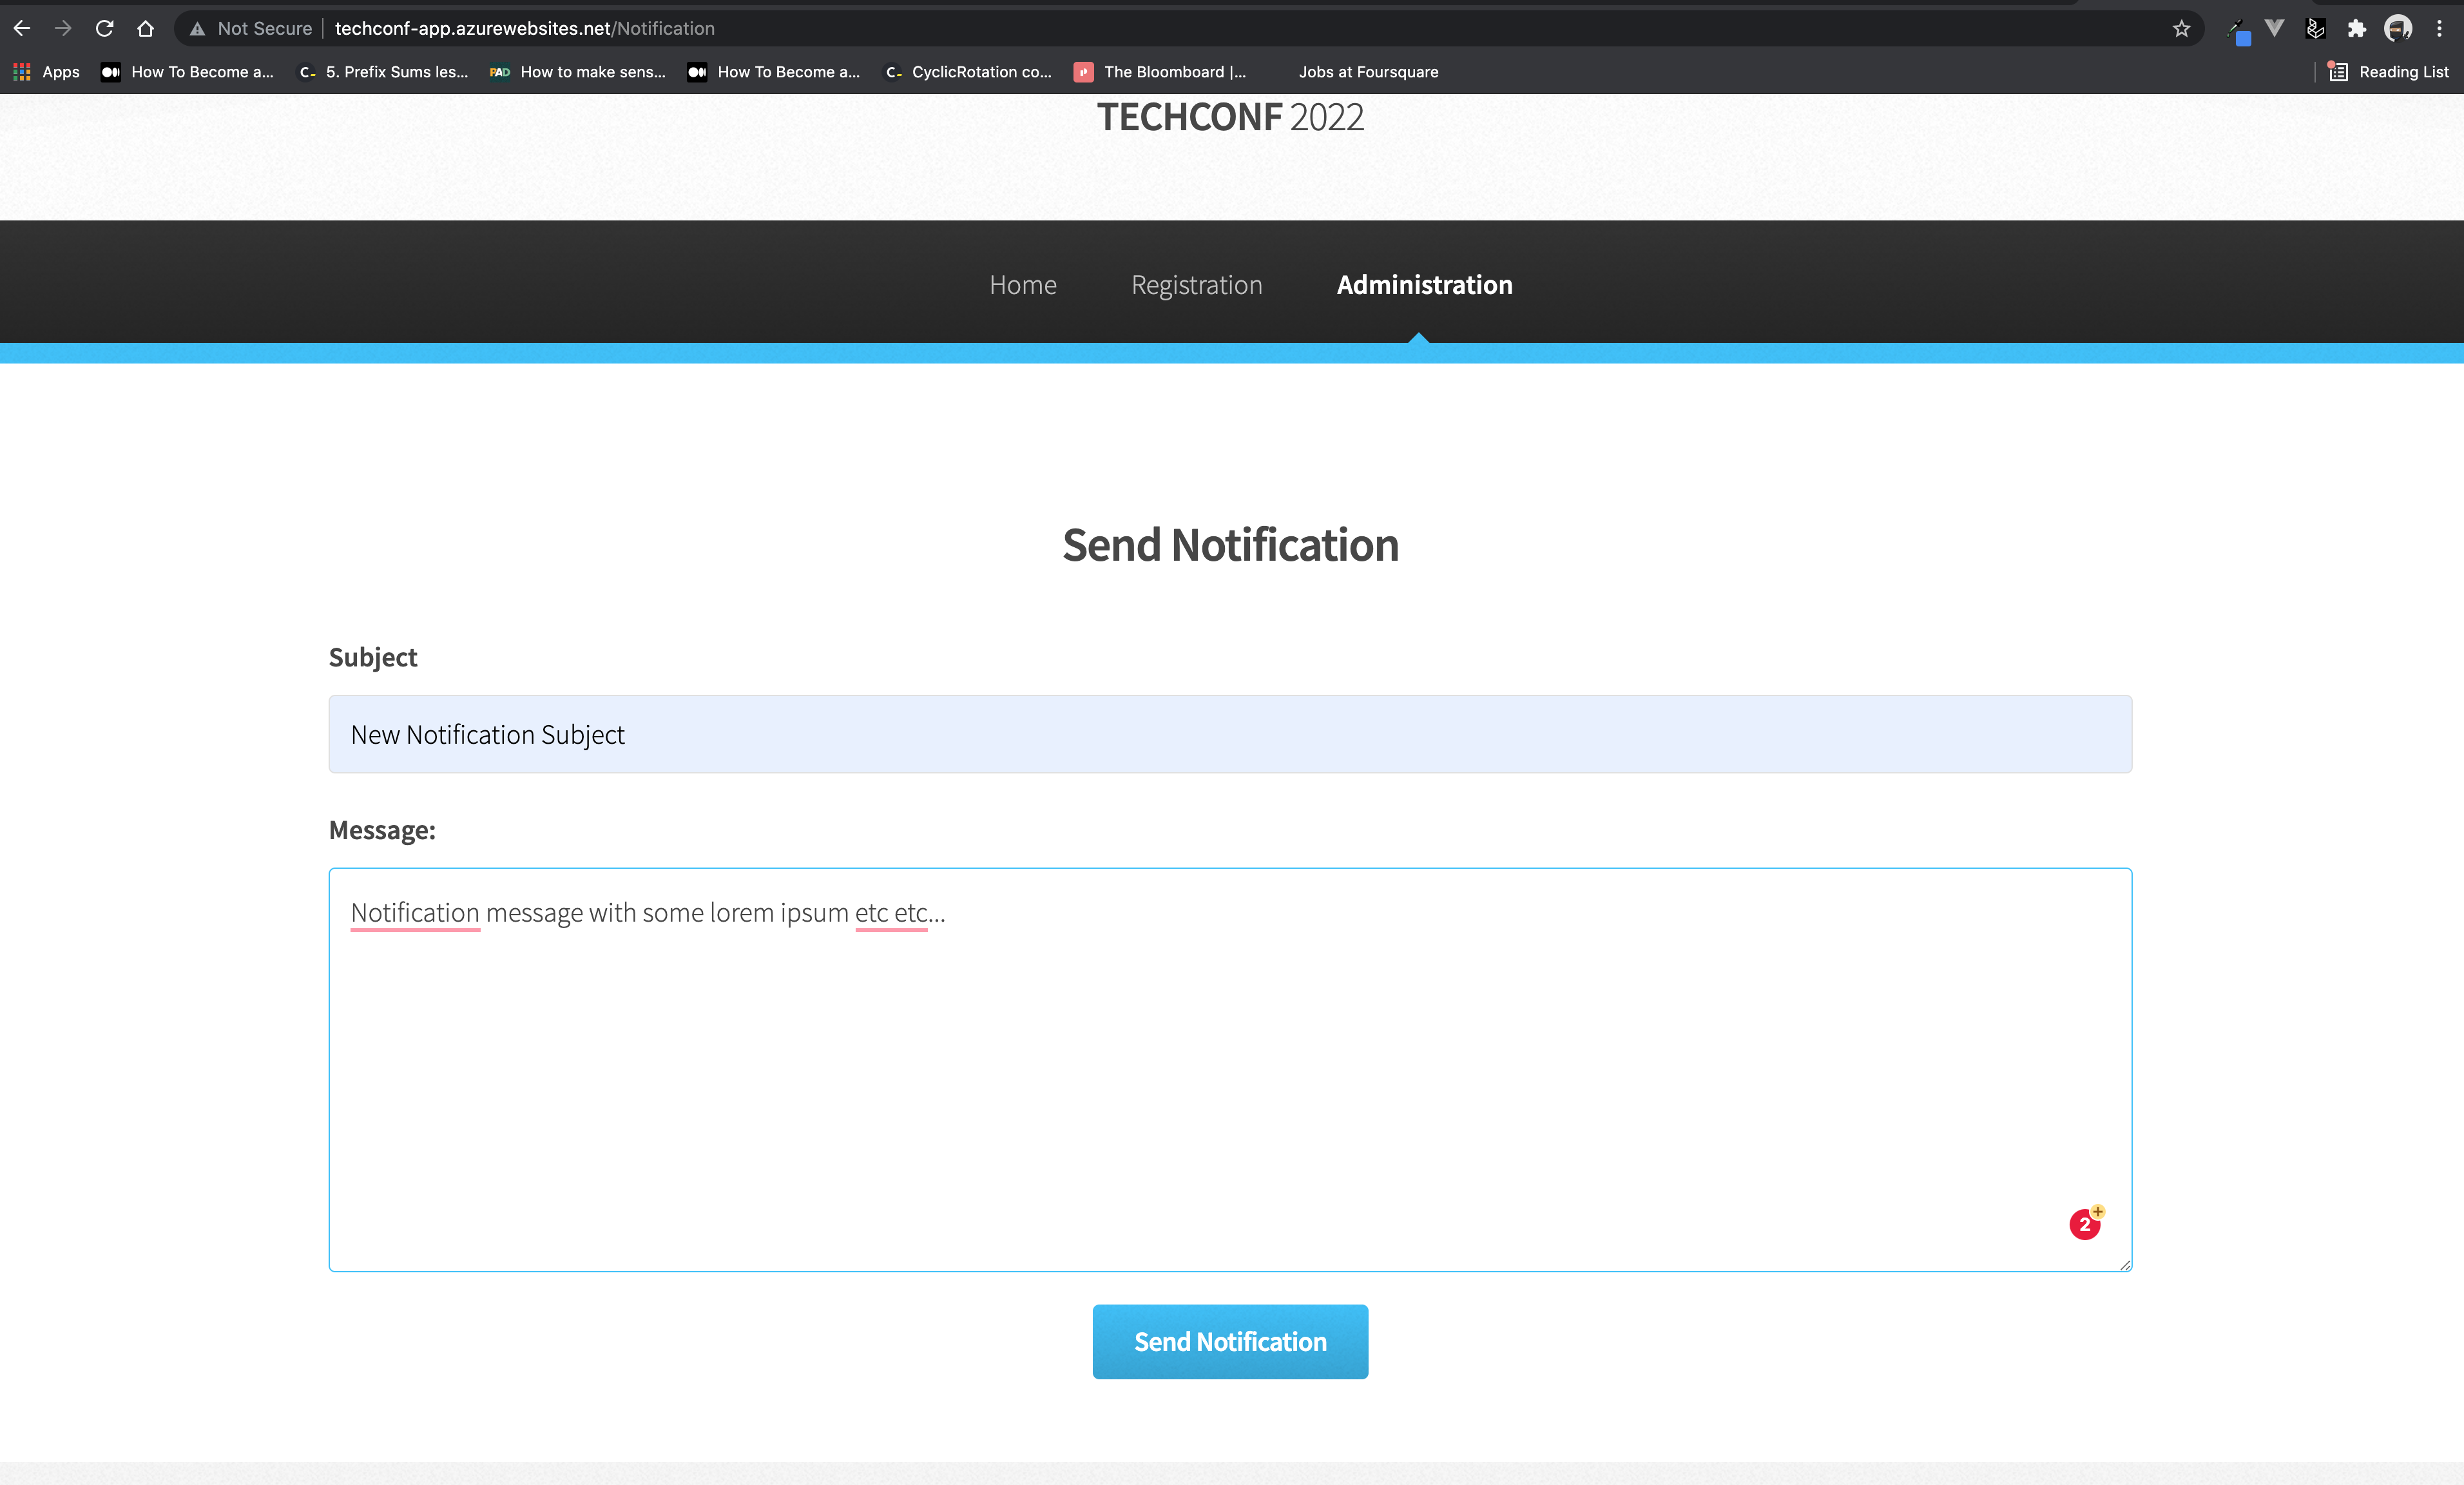 Not Secure techconf-app.azurewebsites.net/Notification
Apps How To Become a... 5. Prefix Sums les... PAD How to make sens... How To Become a... CyclicRotation co... The Bloomboard |... Jobs at Foursquare Reading List
TECHCONF 2022
Home Registration Administration
Send Notification
Subject
New Notification Subject
Message:
Notification message with some lorem ipsum etc etc...
2+
Send Notification